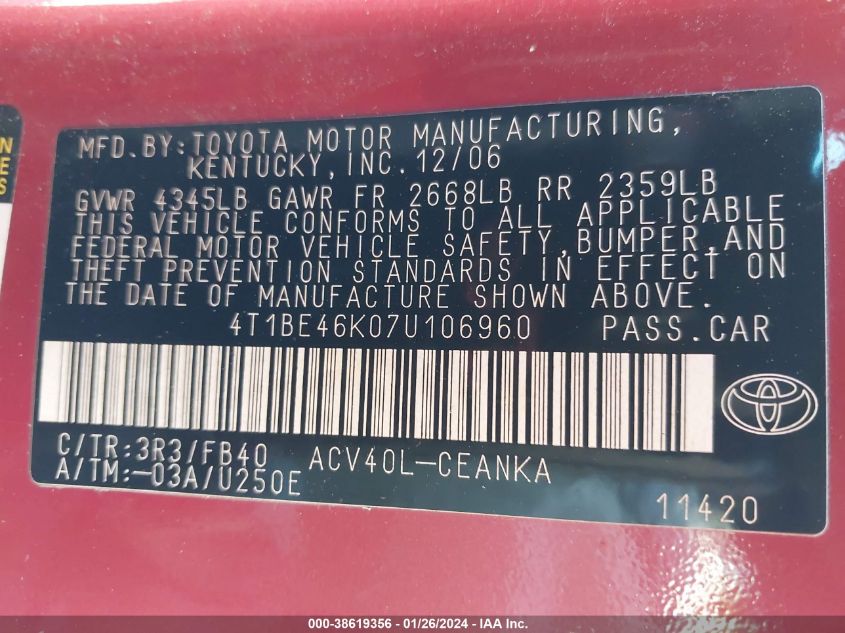 N
E
S
MFD. BY: TOYOTA MOTOR MANUFACTURING,
KENTUCKY, INC. 12/06
GVWR 4345LB GAWR FR 2668LB RR 2359LB
THIS VEHICLE CONFORMS TO ALL APPLICABLE
FEDERAL MOTOR VEHICLE SAFETY, BUMPER, AND
THEFT PREVENTION STANDARDS IN EFFECT ON
THE DATE OF MANUFACTURE SHOWN ABOVE.
4T1BE46K07U106960 PASS. CAR
C/TR: 3R3/FB40 ACV40L-CEANKA
A/TM: -03A/U250E
11420
000-38619356 - 01/26/2024 - IAA Inc.